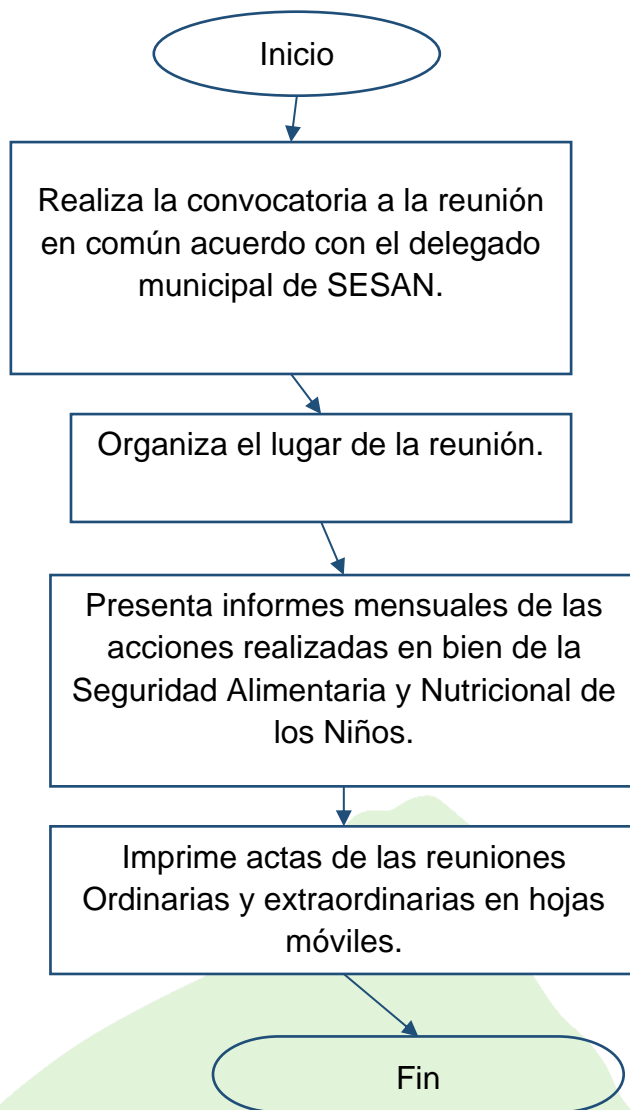 Inicio
Realiza la convocatoria a la reunión
en común acuerdo con el delegado
municipal de SESAN.
Organiza el lugar de la reunión.
Presenta informes mensuales de las
acciones realizadas en bien de la
Seguridad Alimentaria y Nutricional de
los Niños.
Imprime actas de las reuniones
Ordinarias y extraordinarias en hojas
móviles.
Fin